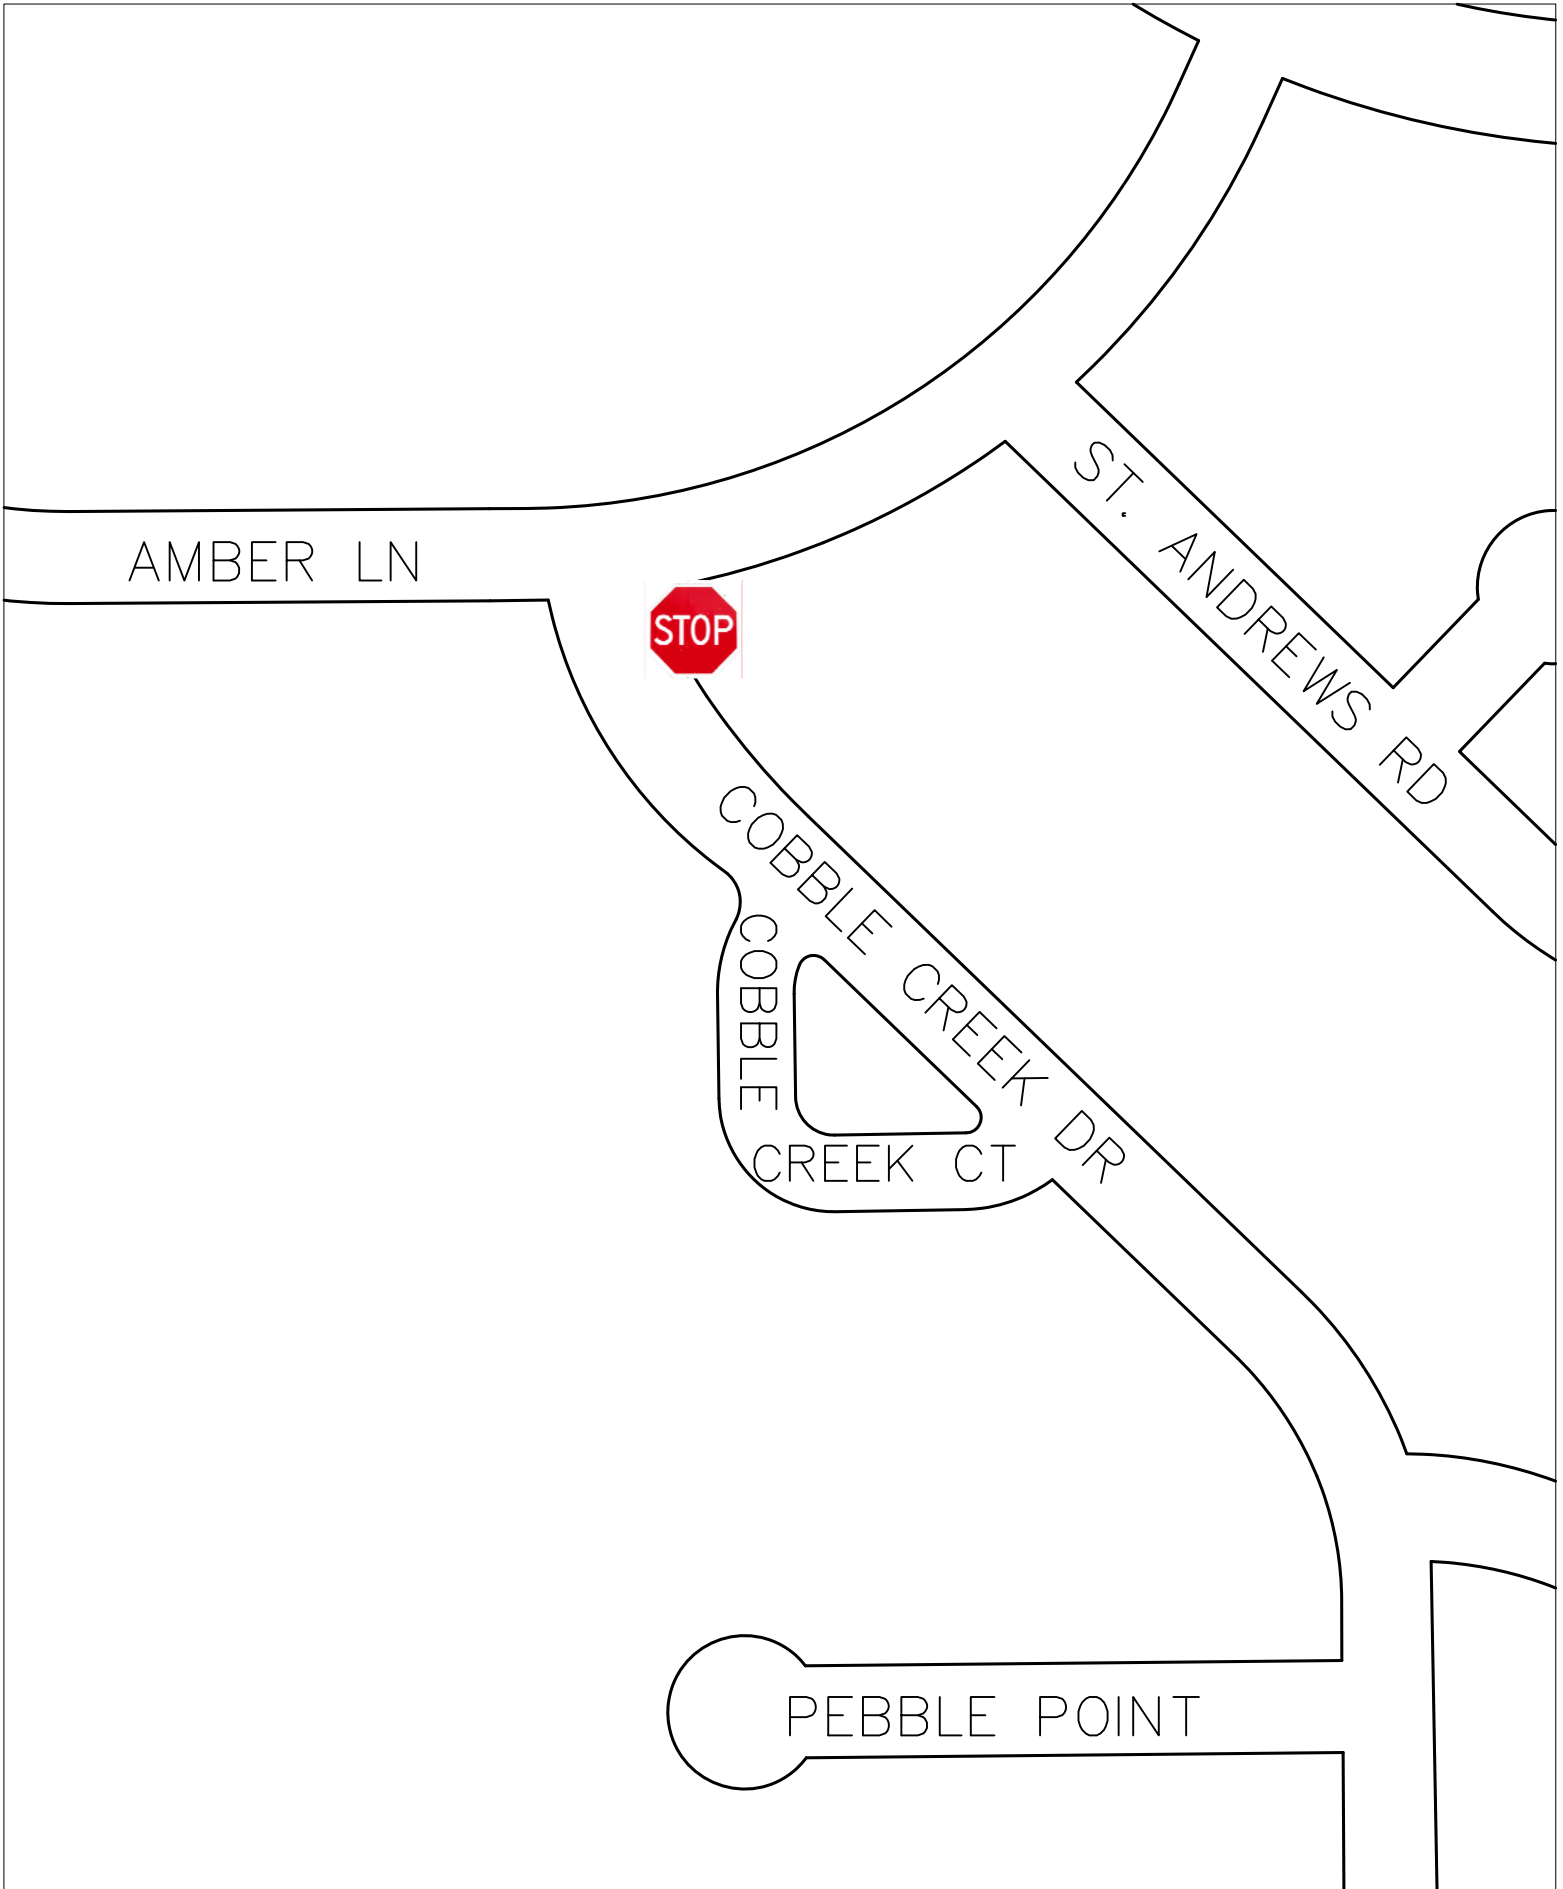 ST. ANDREWS RD
AMBER LN
STOP
COBBLE CREEK DR
COBBLE
CREEK CT
PEBBLE POINT